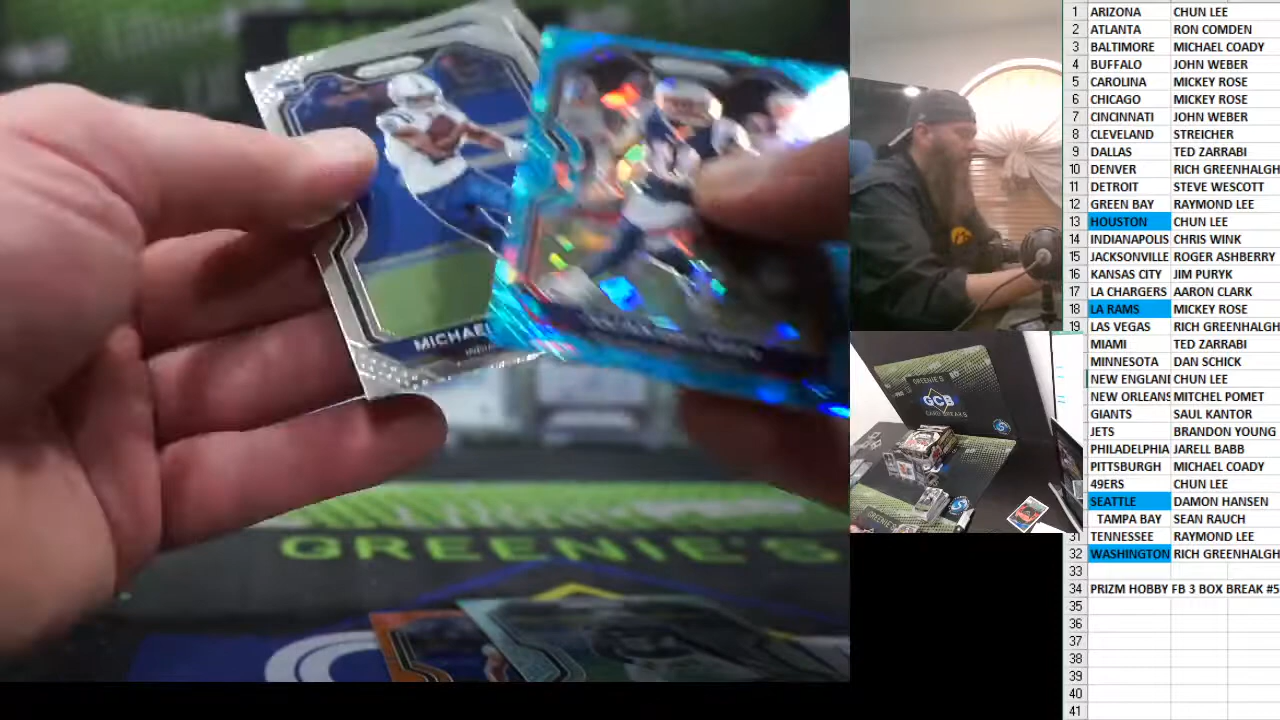 MICHAEL
GREENIE'S
GREENIE'S
GCB
CARD BREAKS
GREENIE'S
1 ARIZONA CHUN LEE
2 ATLANTA RON COMDEN
3 BALTIMORE MICHAEL COADY
4 BUFFALO JOHN WEBER
5 CAROLINA MICKEY ROSE
6 CHICAGO MICKEY ROSE
7 CINCINNATI JOHN WEBER
8 CLEVELAND STREICHER
9 DALLAS TED ZARRABI
10 DENVER RICH GREENHALGH
11 DETROIT STEVE WESCOTT
12 GREEN BAY RAYMOND LEE
13 HOUSTON CHUN LEE
14 INDIANAPOLIS CHRIS WINK
15 JACKSONVILLE ROGER ASHBERRY
16 KANSAS CITY JIM PURYK
17 LA CHARGERS AARON CLARK
18 LA RAMS MICKEY ROSE
19 LAS VEGAS RICH GREENHALGH
MIAMI TED ZARRABI
MINNESOTA DAN SCHICK
NEW ENGLAND CHUN LEE
NEW ORLEANS MITCHEL POMET
GIANTS SAUL KANTOR
JETS BRANDON YOUNG
PHILADELPHIA JARELL BABB
PITTSBURGH MICHAEL COADY
49ERS CHUN LEE
SEATTLE DAMON HANSEN
TAMPA BAY SEAN RAUCH
31 TENNESSEE RAYMOND LEE
32 WASHINGTON RICH GREENHALGH
33
34 PRIZM HOBBY FB 3 BOX BREAK #5
35
36
37
38
39
40
41